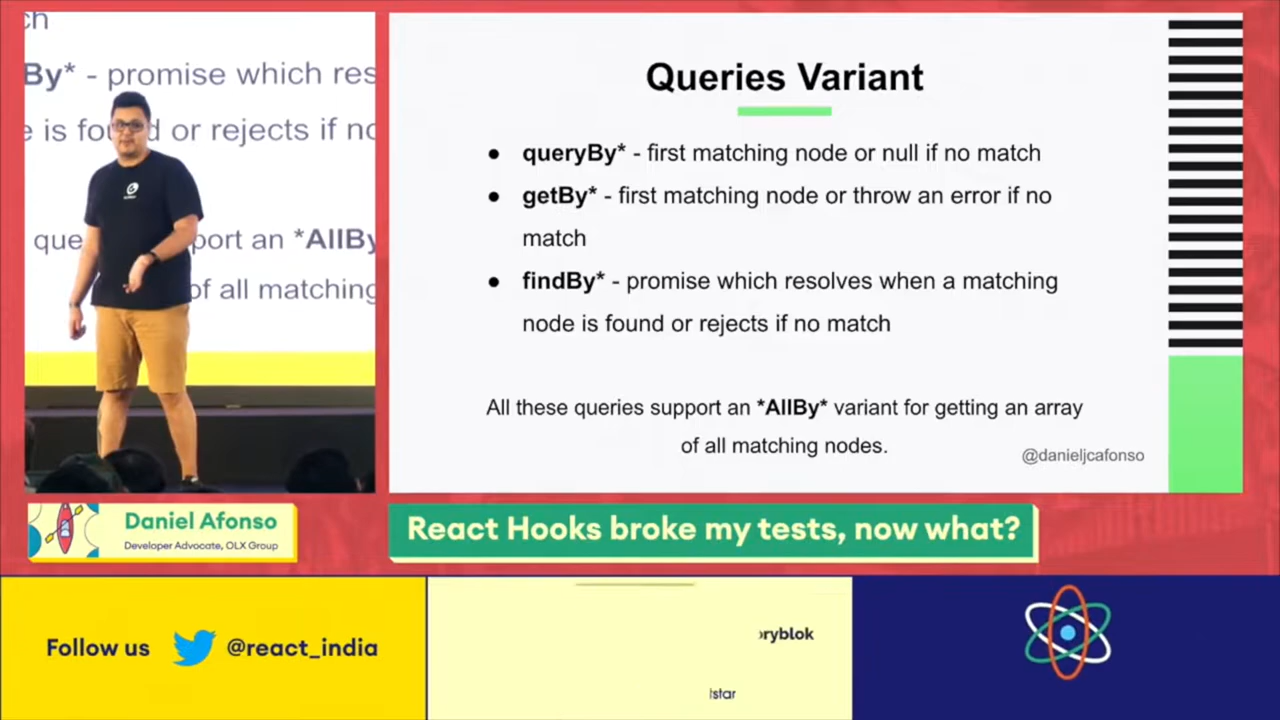 ch
By* - promise which res
e is found or rejects if no
que port an *AllBy
of all matching
Queries Variant
● queryBy* - first matching node or null if no match
● getBy* - first matching node or throw an error if no
match
● findBy* - promise which resolves when a matching
node is found or rejects if no match
All these queries support an *AllBy* variant for getting an array
of all matching nodes.
@danieljcafonso
Daniel Afonso
Developer Advocate, OLX Group
React Hooks broke my tests, now what?
Follow us @react_india
ryblok
star